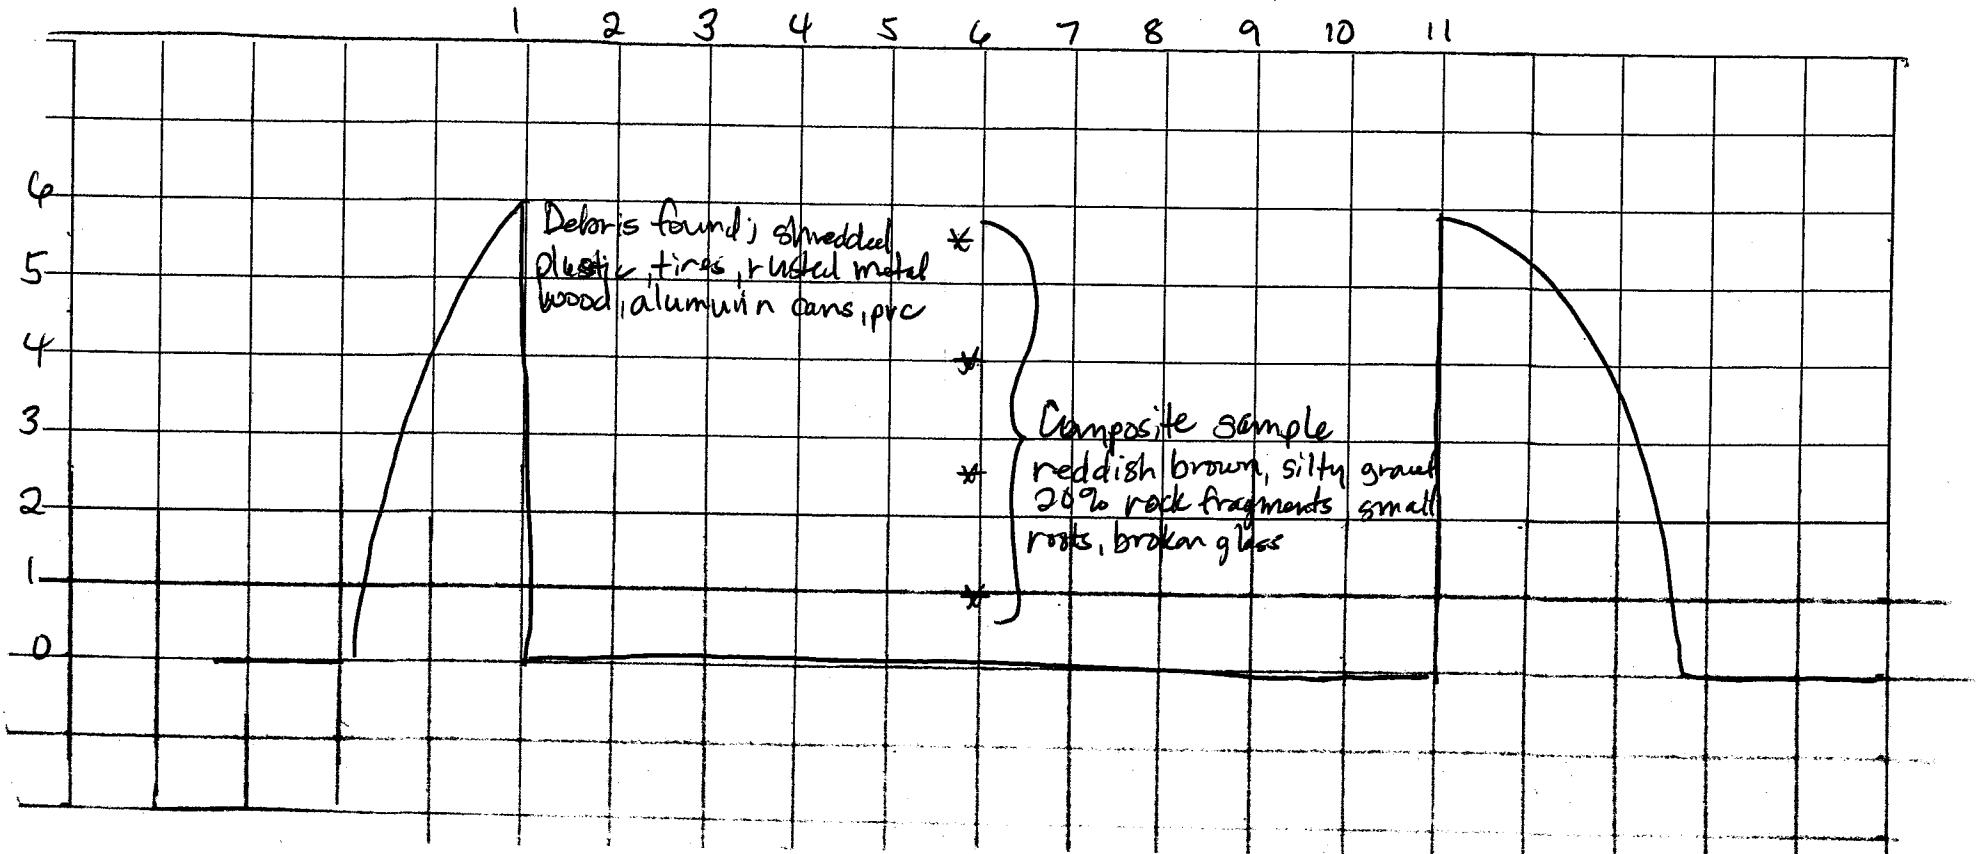 1 2 3 4 5 6 7 8 9 10 11
6
5
4
3
2
1
0
Debris found; shredded
plastic, tires, rusted metal
wood, alumuin cans, pvc
Composite sample
reddish brown, silty gravel
20% rock fragments small
roots, broken glass